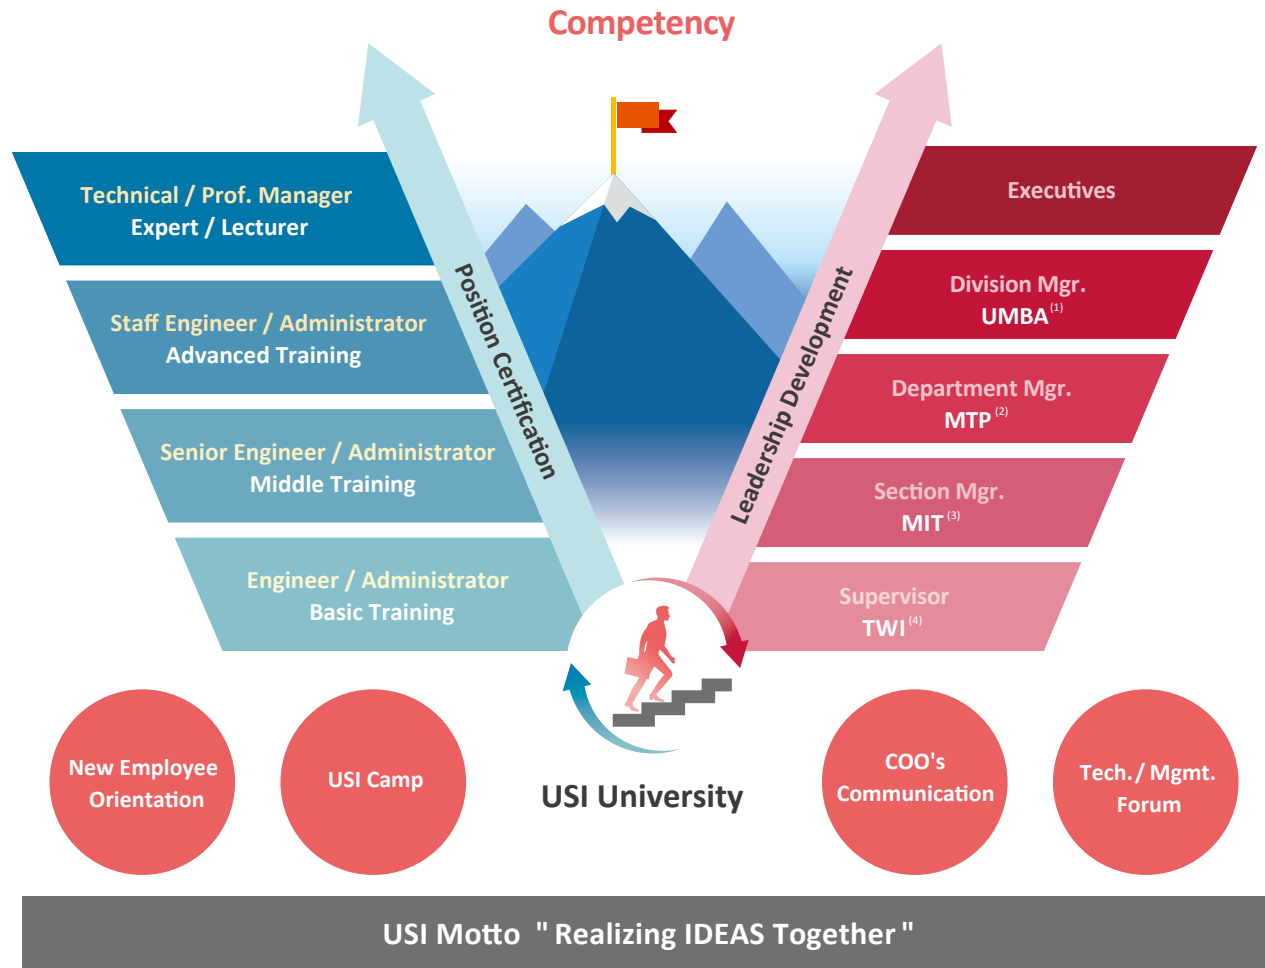 Competency
Technical / Prof. Manager
Expert / Lecturer
Staff Engineer / Administrator
Advanced Training
Senior Engineer / Administrator
Middle Training
Engineer / Administrator
Basic Training
Position Certification
Leadership Development
Executives
Division Mgr.
UMBA (1)
Department Mgr.
MTP (2)
Section Mgr.
MIT (3)
Supervisor
TWI (4)
New Employee
Orientation
USI Camp
USI University
COO's
Communication
Tech./ Mgmt.
Forum
USI Motto " Realizing IDEAS Together "